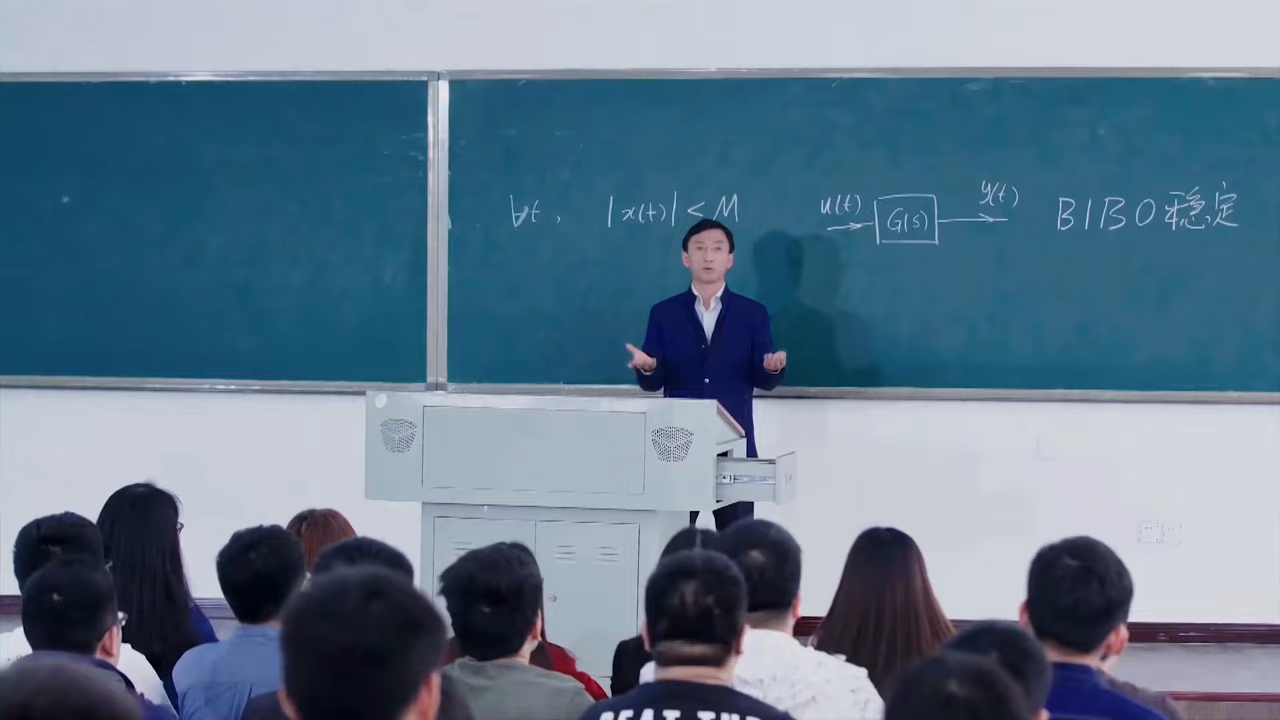 ∀t, |x(t)| < M
u(t) G(s) y(t)
BIBO稳定